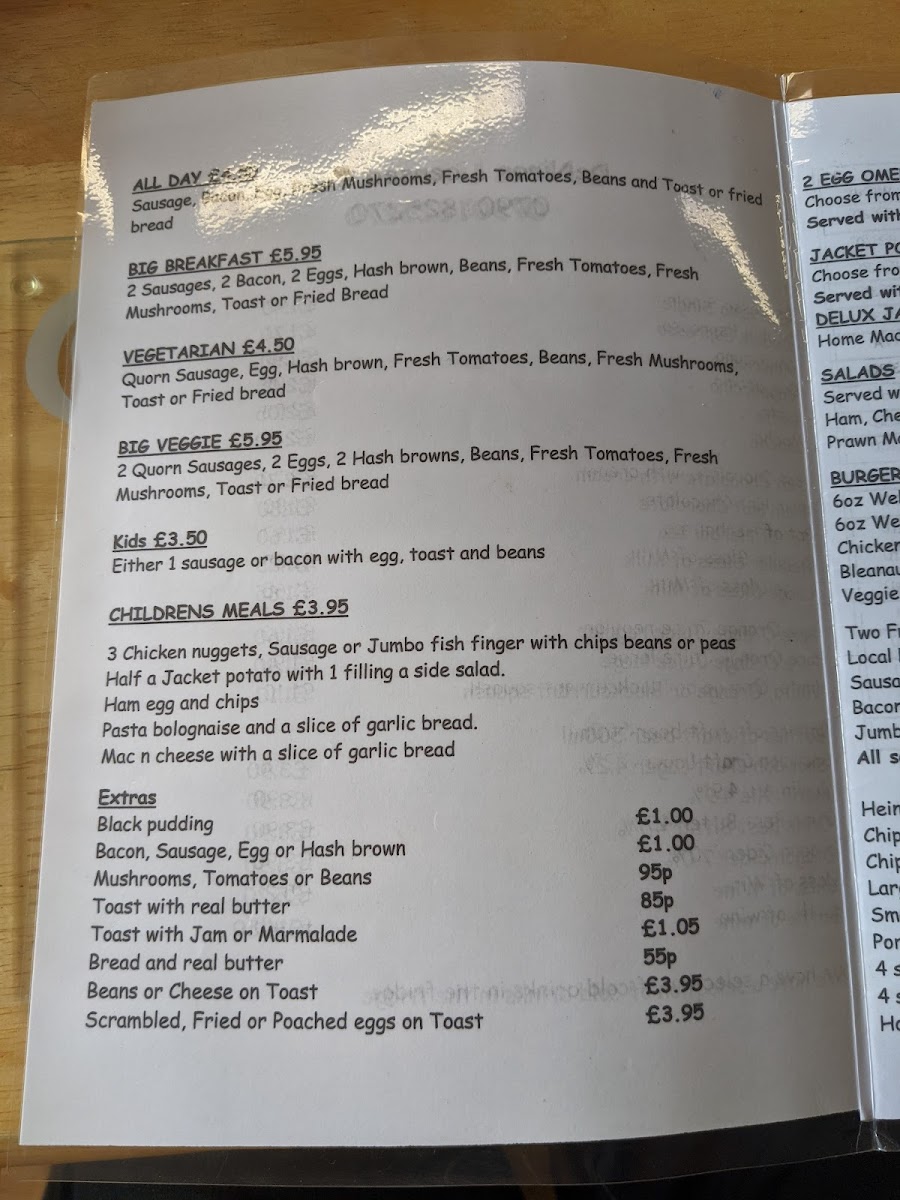 ALL DAY
Sausage, Bacon, Egg, Fresh Mushrooms, Fresh Tomatoes, Beans and Toast or fried
bread
BIG BREAKFAST £5.95
2 Sausages, 2 Bacon, 2 Eggs, Hash brown, Beans, Fresh Tomatoes, Fresh
Mushrooms, Toast or Fried Bread
VEGETARIAN £4.50
Quorn Sausage, Egg, Hash brown, Fresh Tomatoes, Beans, Fresh Mushrooms,
Toast or Fried bread
BIG VEGGIE £5.95
2 Quorn Sausages, 2 Eggs, 2 Hash browns, Beans, Fresh Tomatoes, Fresh
Mushrooms, Toast or Fried bread
Kids £3.50
Either 1 sausage or bacon with egg, toast and beans
CHILDRENS MEALS £3.95
3 Chicken nuggets, Sausage or Jumbo fish finger with chips beans or peas
Half a Jacket potato with 1 filling a side salad.
Ham egg and chips
Pasta bolognaise and a slice of garlic bread.
Mac n cheese with a slice of garlic bread
Extras
Black pudding £1.00
Bacon, Sausage, Egg or Hash brown £1.00
Mushrooms, Tomatoes or Beans 95p
Toast with real butter 85p
Toast with Jam or Marmalade £1.05
Bread and real butter 55p
Beans or Cheese on Toast £3.95
Scrambled, Fried or Poached eggs on Toast £3.95
2 EGG OME
Choose from
Served with
JACKET PO
Choose fro
Served wit
DELUX JA
Home Mad
SALADS
Served w
Ham, Che
Prawn Ma
BURGER
6oz Wel
6oz We
Chicken
Bleanau
Veggie
Two Fr
Local
Sausa
Bacon
Jumb
All s
Hein
Chip
Chip
Larg
Sm
Por
4 s
4 s